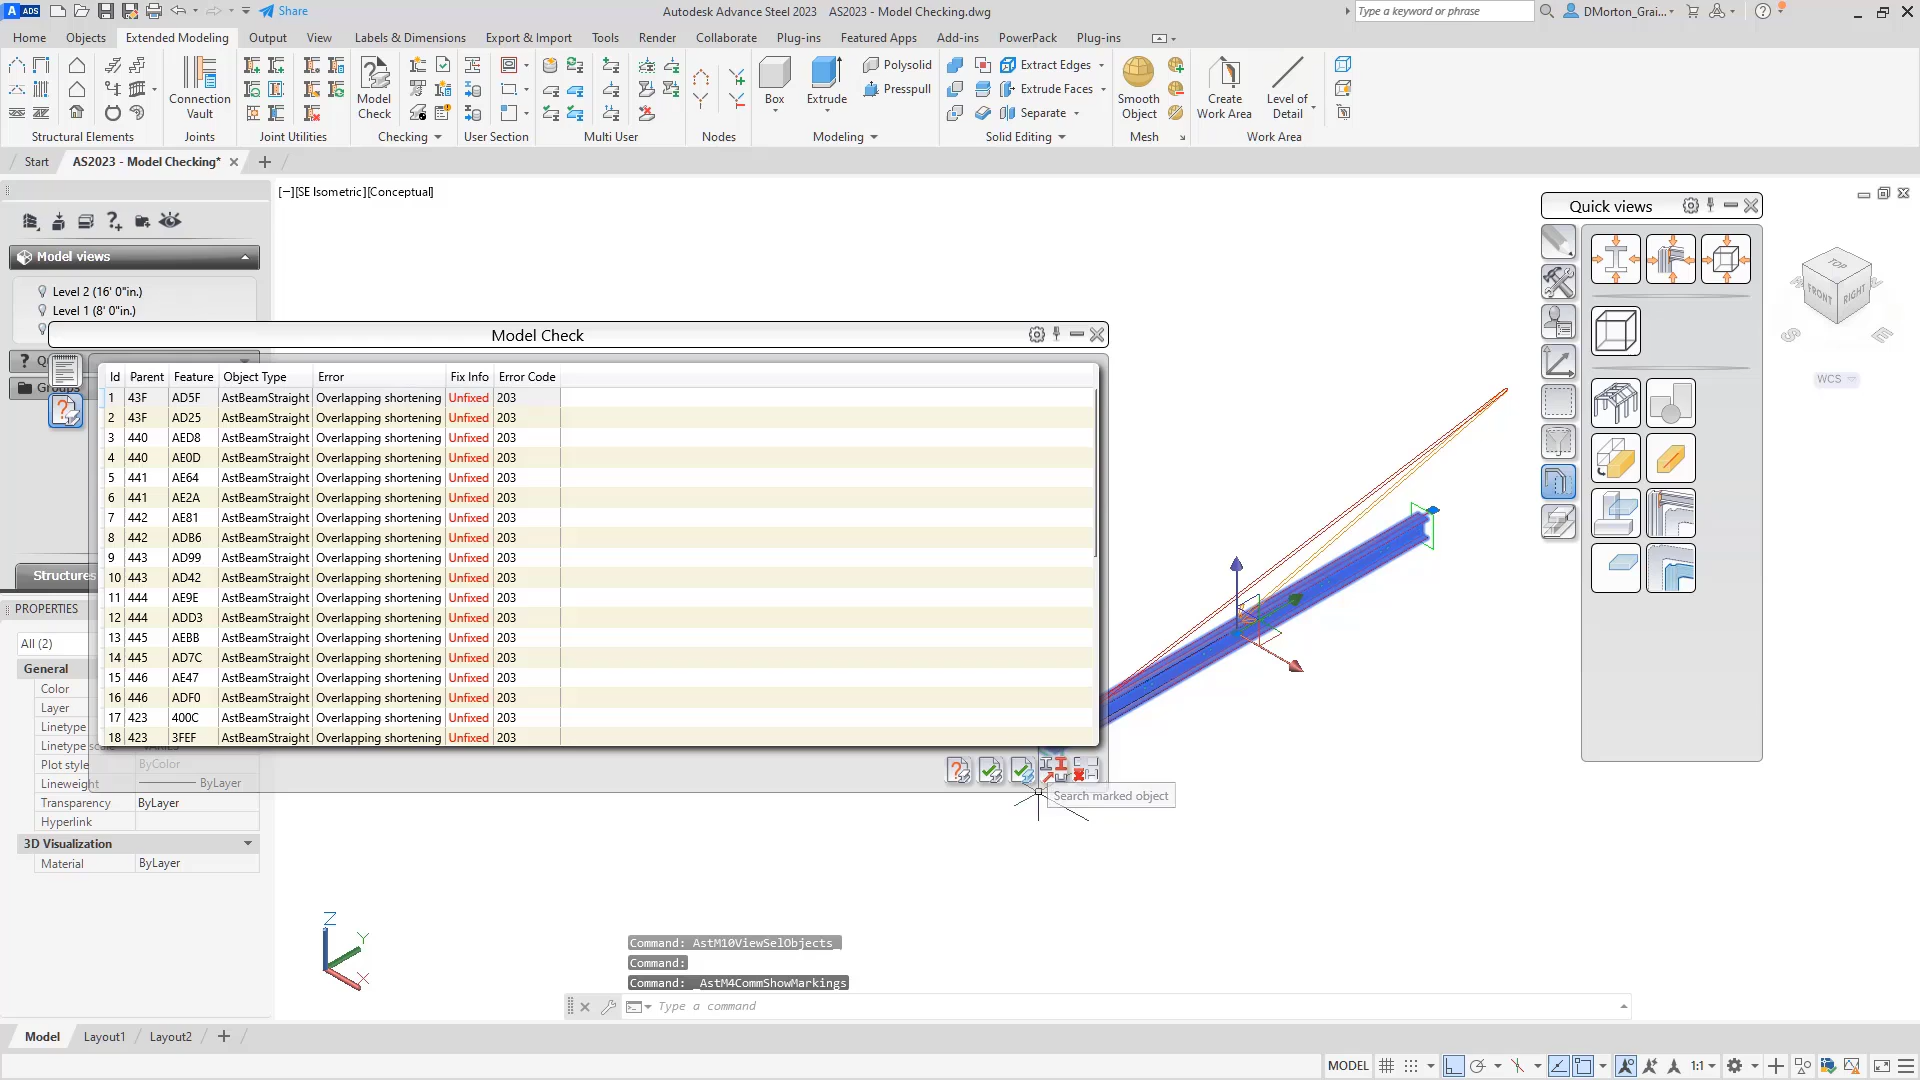 A ADS
Share
Autodesk Advance Steel 2023 AS2023 - Model Checking.dwg
Type a keyword or phrase
DMorton_Grai...
Home Objects Extended Modeling Output View Labels & Dimensions Export & Import Tools Render Collaborate Plug-ins Featured Apps Add-ins PowerPack Plug-ins
Connection Vault
Model Check
Box
Extrude
Polysolid
Presspull
Extract Edges
Extrude Faces
Separate
Smooth Object
Create Work Area
Level of Detail
Structural Elements Joints Joint Utilities Checking User Section Multi User Nodes Modeling Solid Editing Mesh Work Area
Start AS2023 - Model Checking*
[−][SE Isometric][Conceptual]
Quick views
Model views
Level 2 (16' 0"in.)
Level 1 (8' 0"in.)
TOP
FRONT RIGHT
WCS
Model Check
Groups
Id Parent Feature Object Type Error Fix Info Error Code
1 43F AD5F AstBeamStraight Overlapping shortening Unfixed 203
2 43F AD25 AstBeamStraight Overlapping shortening Unfixed 203
3 440 AED8 AstBeamStraight Overlapping shortening Unfixed 203
4 440 AE0D AstBeamStraight Overlapping shortening Unfixed 203
5 441 AE64 AstBeamStraight Overlapping shortening Unfixed 203
6 441 AE2A AstBeamStraight Overlapping shortening Unfixed 203
7 442 AE81 AstBeamStraight Overlapping shortening Unfixed 203
8 442 ADB6 AstBeamStraight Overlapping shortening Unfixed 203
9 443 AD99 AstBeamStraight Overlapping shortening Unfixed 203
10 443 AD42 AstBeamStraight Overlapping shortening Unfixed 203
11 444 AE9E AstBeamStraight Overlapping shortening Unfixed 203
12 444 ADD3 AstBeamStraight Overlapping shortening Unfixed 203
13 445 AEBB AstBeamStraight Overlapping shortening Unfixed 203
14 445 AD7C AstBeamStraight Overlapping shortening Unfixed 203
15 446 AE47 AstBeamStraight Overlapping shortening Unfixed 203
16 446 ADF0 AstBeamStraight Overlapping shortening Unfixed 203
17 423 400C AstBeamStraight Overlapping shortening Unfixed 203
18 423 3FEF AstBeamStraight Overlapping shortening Unfixed 203
Structures
PROPERTIES
All (2)
General
Color
Layer
Linetype
Linetype
Plot style ByColor
Lineweight ByLayer
Transparency ByLayer
Hyperlink
3D Visualization
Material ByLayer
Search marked object
Z
Y
X
Command: AstM10ViewSelObjects
Command:
Command: _AstM4CommShowMarkings
Type a command
Model Layout1 Layout2
MODEL
1:1